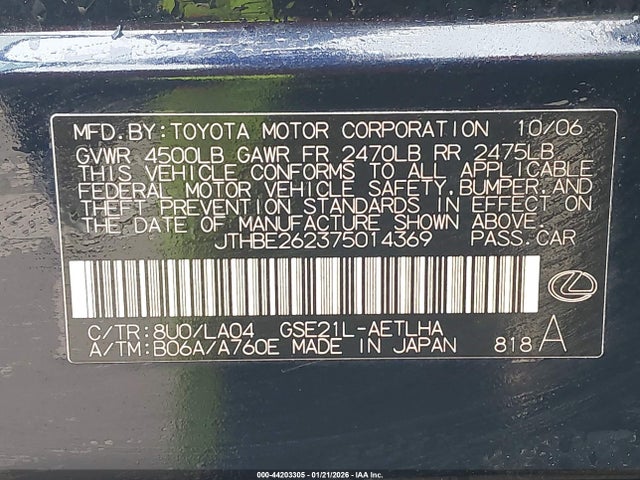 MFD.BY:TOYOTA MOTOR CORPORATION 10/06
GVWR 4500LB GAWR FR 2470LB RR 2475LB
THIS VEHICLE CONFORMS TO ALL APPLICABLE
FEDERAL MOTOR VEHICLE SAFETY,BUMPER,AND
THEFT PREVENTION STANDARDS IN EFFECT ON
THE DATE OF MANUFACTURE SHOWN ABOVE.
JTHBE262375014369 PASS.CAR
C/TR:8U0/LA04 GSE21L-AETLHA
A/TM:B06A/A760E MADE IN JAPAN 818 A
000-44203305 - 01/21/2026 - IAA Inc.